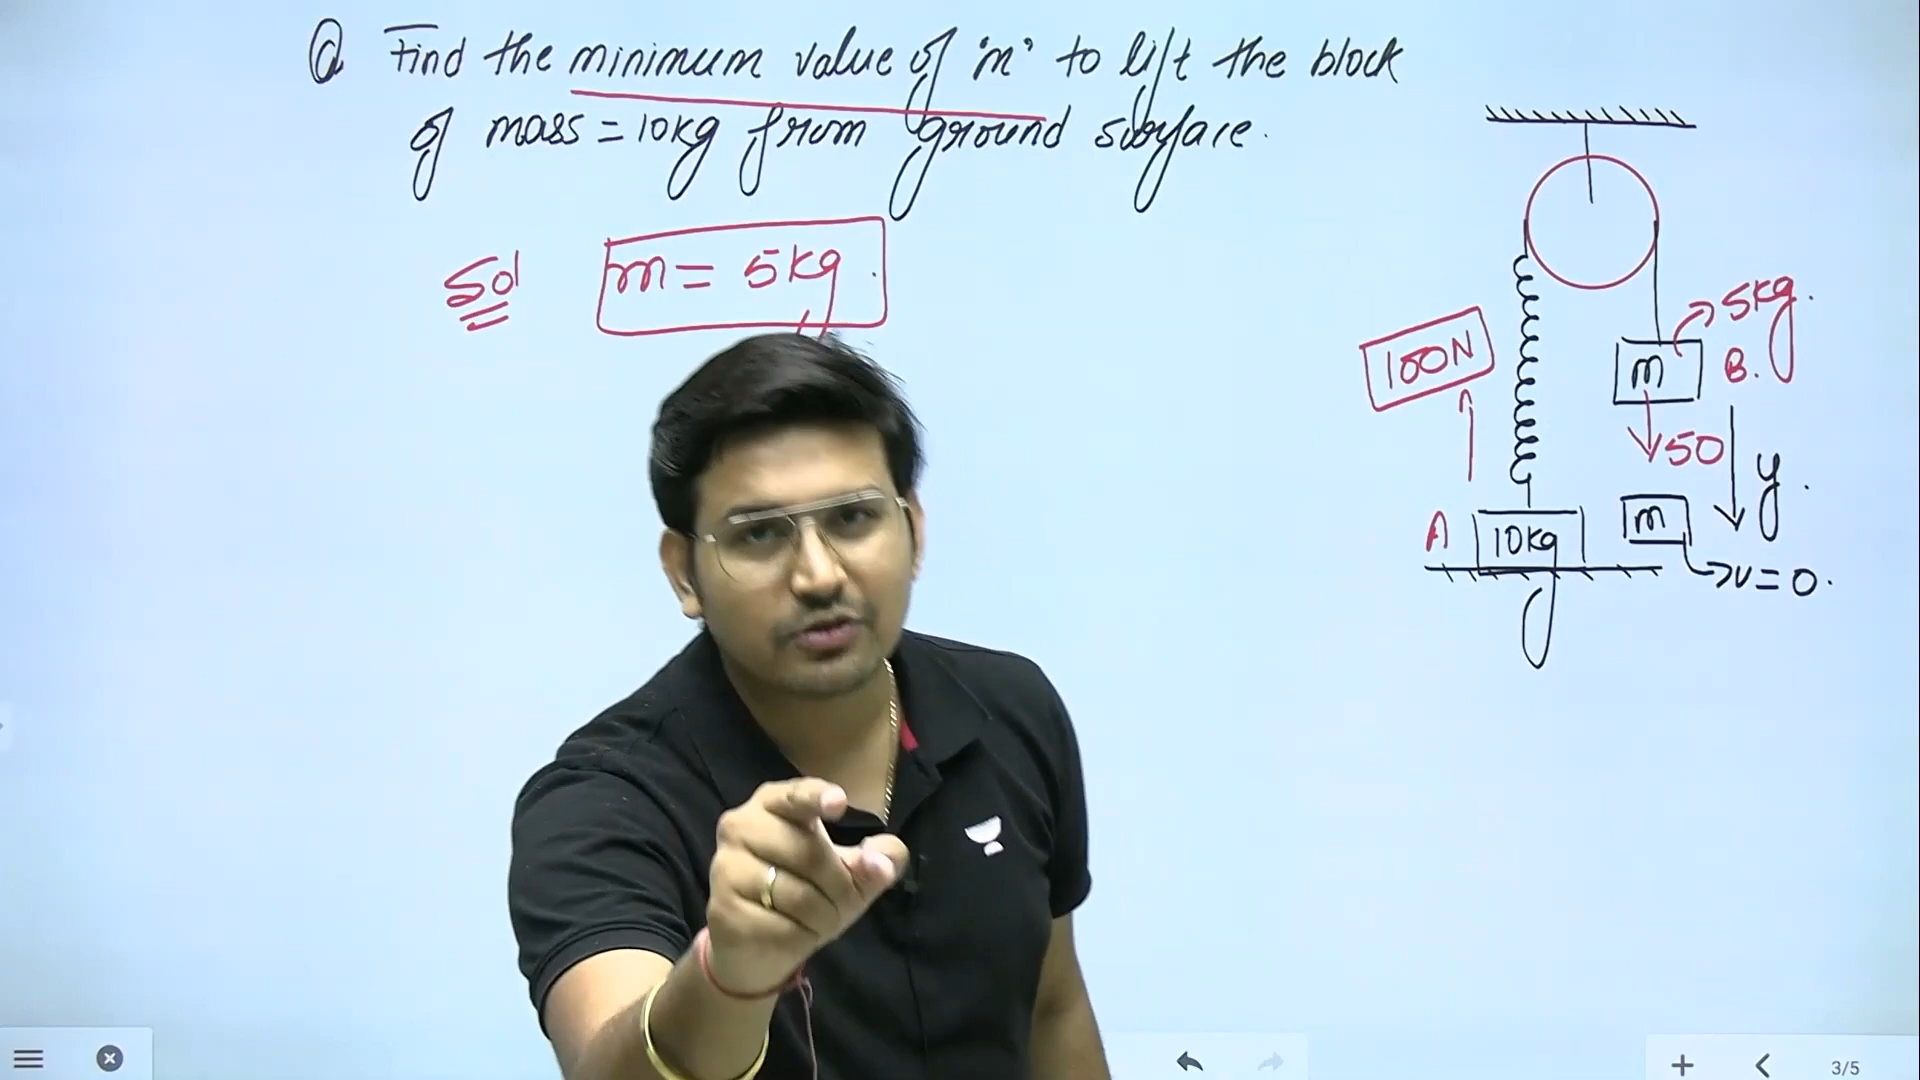 Q Find the minimum value of 'm' to lift the block
of mass = 10kg from ground surface.
Sol m = 5kg.
5kg.
100N
m B.
50
y.
A 10kg m
v = 0.
3/5